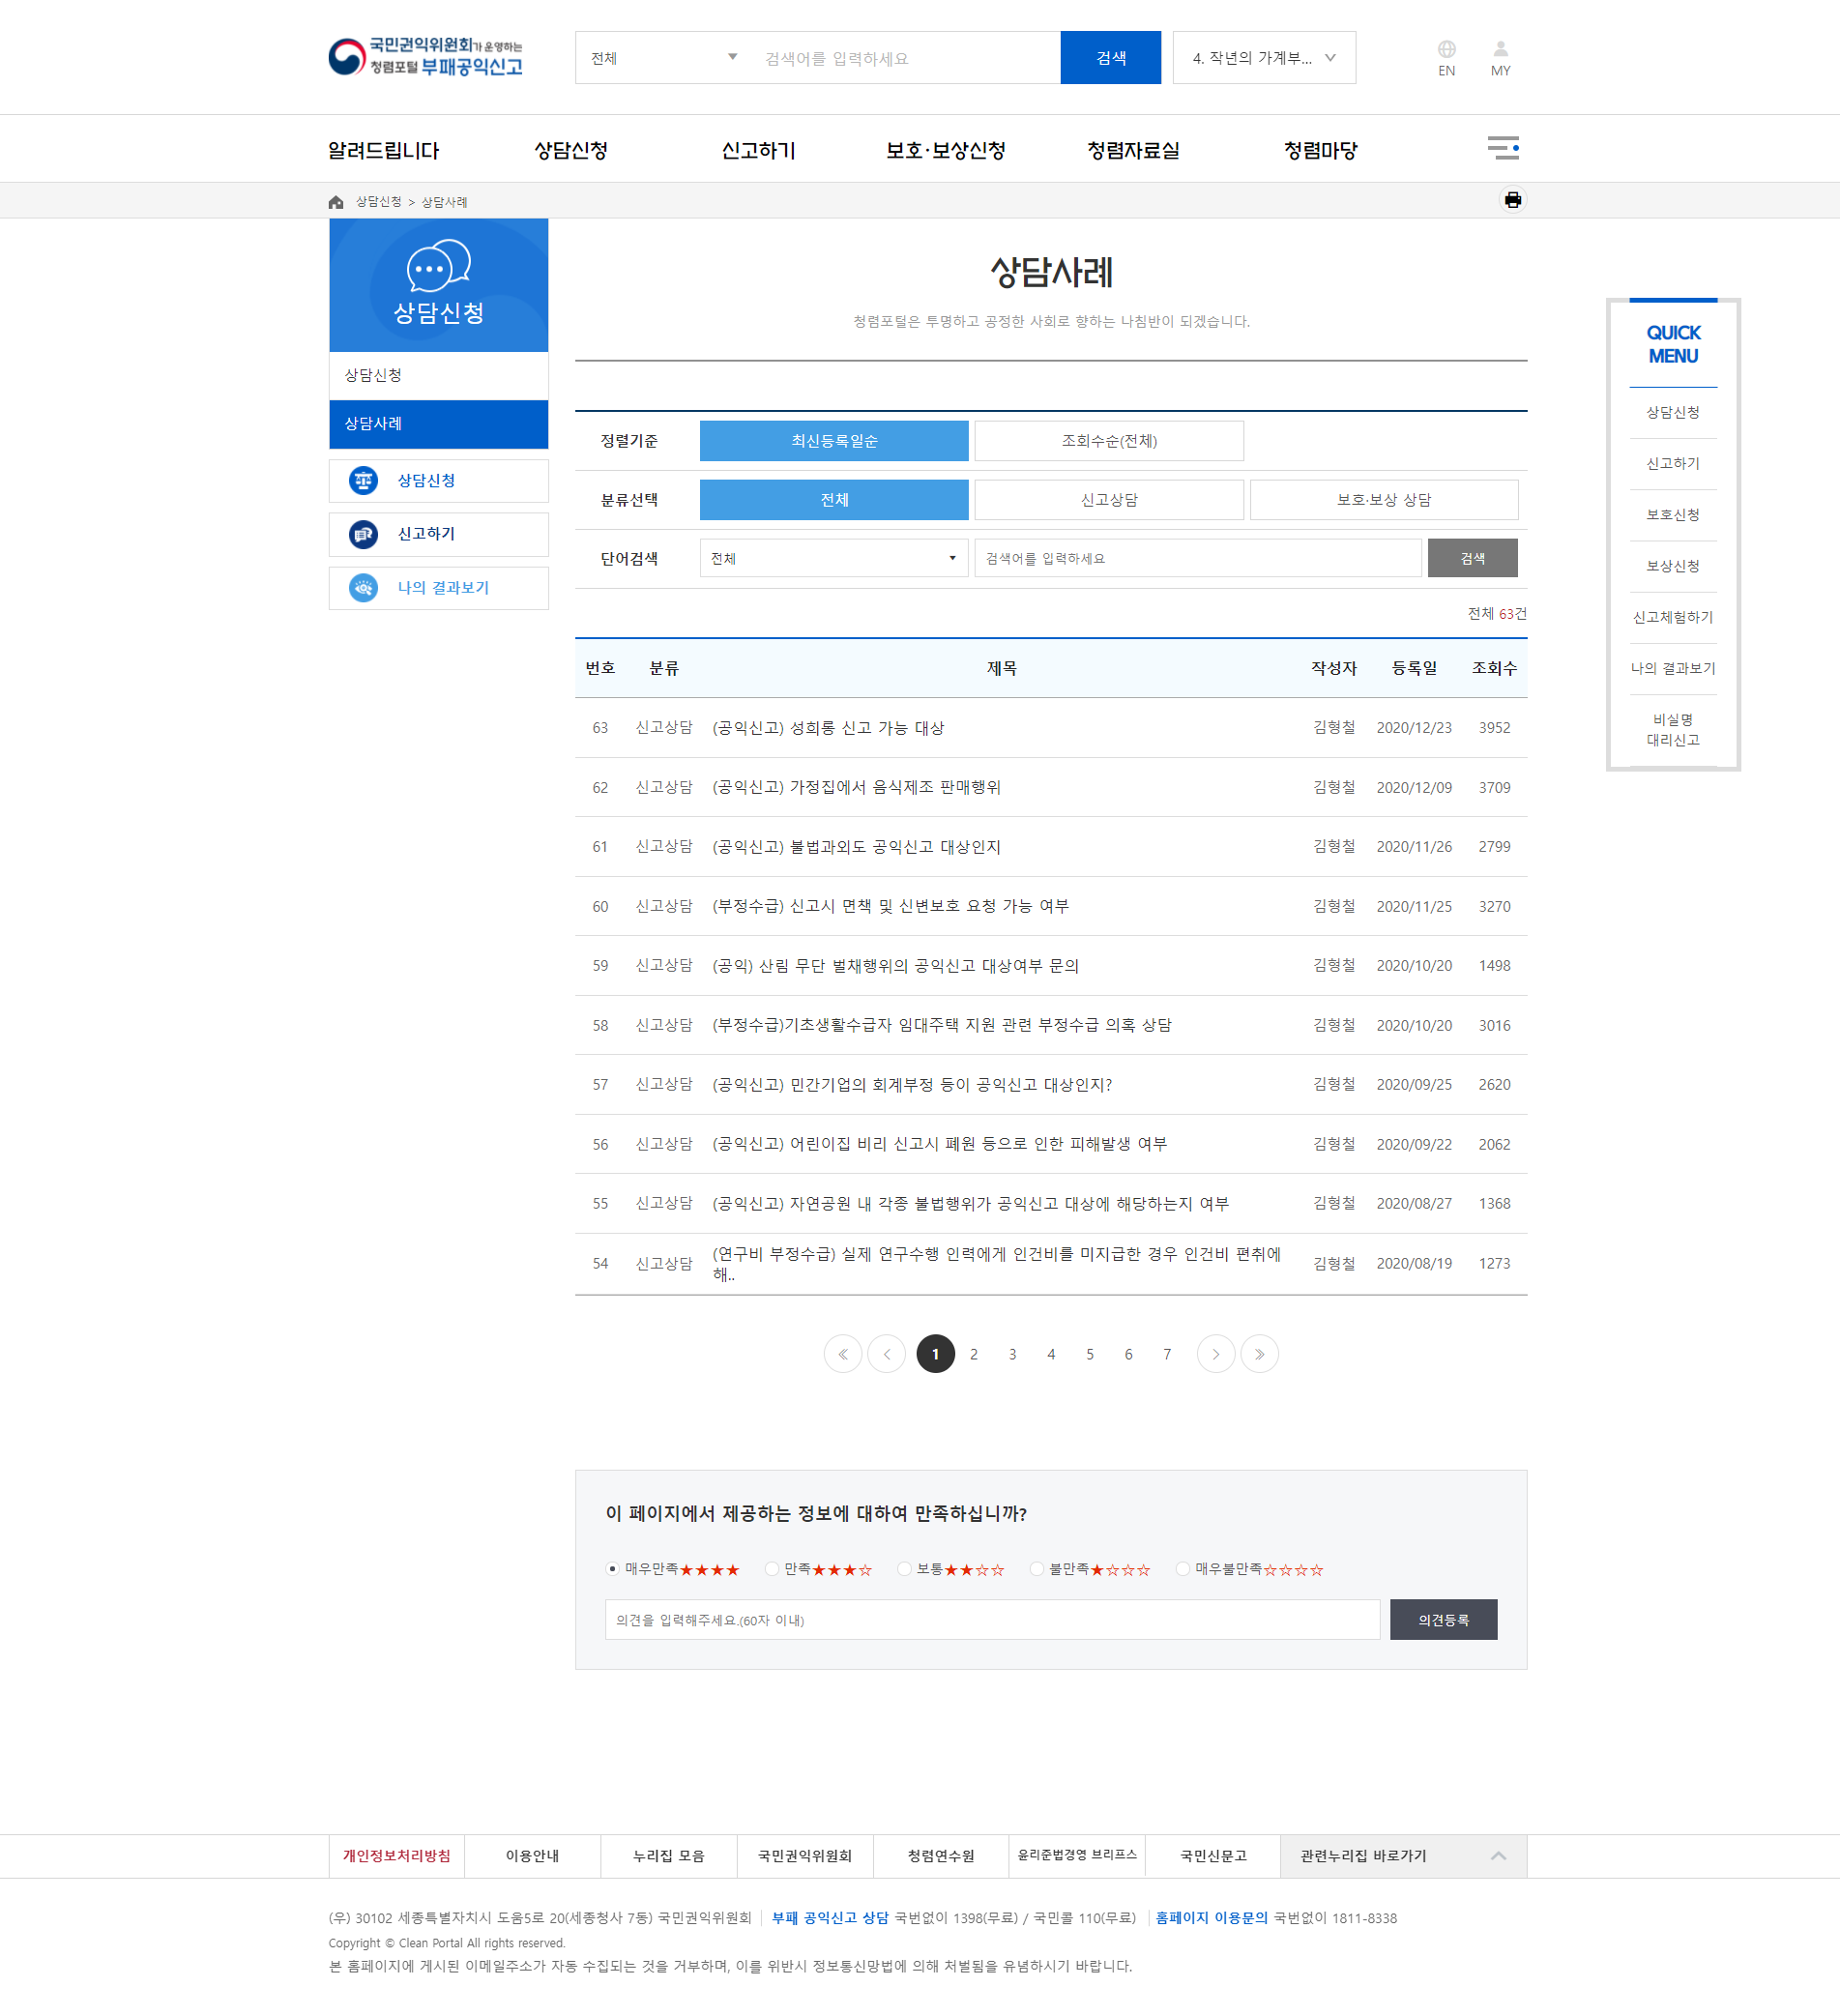 국민권익위원회가 운영하는
청렴포털 부패공익신고
전체
검색어를 입력하세요
검색
4. 작년의 가계부...
EN
MY
알려드립니다
상담신청
신고하기
보호·보상신청
청렴자료실
청렴마당
상담신청 > 상담사례
상담신청
상담신청
상담사례
상담신청
신고하기
나의 결과보기
상담사례
청렴포털은 투명하고 공정한 사회로 향하는 나침반이 되겠습니다.
정렬기준 최신등록일순 조회수순(전체)
분류선택 전체 신고상담 보호·보상 상담
단어검색 전체 검색어를 입력하세요 검색
전체 63건
번호 분류 제목 작성자 등록일 조회수
63 신고상담 (공익신고) 성희롱 신고 가능 대상 김형철 2020/12/23 3952
62 신고상담 (공익신고) 가정집에서 음식제조 판매행위 김형철 2020/12/09 3709
61 신고상담 (공익신고) 불법과외도 공익신고 대상인지 김형철 2020/11/26 2799
60 신고상담 (부정수급) 신고시 면책 및 신변보호 요청 가능 여부 김형철 2020/11/25 3270
59 신고상담 (공익) 산림 무단 벌채행위의 공익신고 대상여부 문의 김형철 2020/10/20 1498
58 신고상담 (부정수급)기초생활수급자 임대주택 지원 관련 부정수급 의혹 상담 김형철 2020/10/20 3016
57 신고상담 (공익신고) 민간기업의 회계부정 등이 공익신고 대상인지? 김형철 2020/09/25 2620
56 신고상담 (공익신고) 어린이집 비리 신고시 폐원 등으로 인한 피해발생 여부 김형철 2020/09/22 2062
55 신고상담 (공익신고) 자연공원 내 각종 불법행위가 공익신고 대상에 해당하는지 여부 김형철 2020/08/27 1368
54 신고상담 (연구비 부정수급) 실제 연구수행 인력에게 인건비를 미지급한 경우 인건비 편취에
해.. 김형철 2020/08/19 1273
1 2 3 4 5 6 7
이 페이지에서 제공하는 정보에 대하여 만족하십니까?
매우만족★★★★ 만족★★★☆ 보통★★☆☆ 불만족★☆☆☆ 매우불만족☆☆☆☆
의견을 입력해주세요.(60자 이내) 의견등록
QUICK
MENU
상담신청
신고하기
보호신청
보상신청
신고체험하기
나의 결과보기
비실명
대리신고
개인정보처리방침 이용안내 누리집 모음 국민권익위원회 청렴연수원 윤리준법경영 브리프스 국민신문고 관련누리집 바로가기
(우) 30102 세종특별자치시 도움5로 20(세종청사 7동) 국민권익위원회 부패 공익신고 상담 국번없이 1398(무료) / 국민콜 110(무료) 홈페이지 이용문의 국번없이 1811-8338
Copyright © Clean Portal All rights reserved.
본 홈페이지에 게시된 이메일주소가 자동 수집되는 것을 거부하며, 이를 위반시 정보통신망법에 의해 처벌됨을 유념하시기 바랍니다.